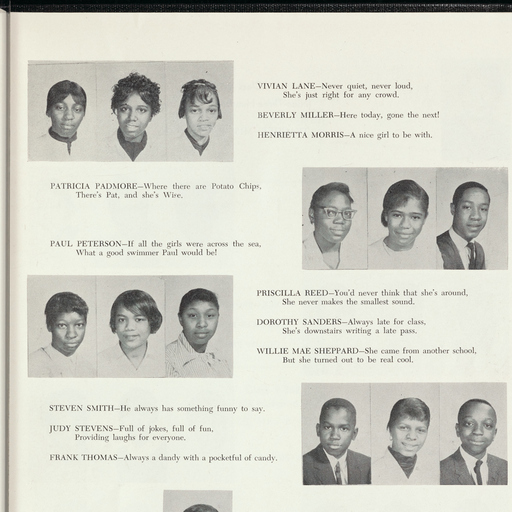 VIVIAN LANE—Never quiet, never loud,
She's just right for any crowd.
BEVERLY MILLER—Here today, gone the next!
HENRIETTA MORRIS—A nice girl to be with.
PATRICIA PADMORE—Where there are Potato Chips,
There's Pat, and she's Wise.
PAUL PETERSON—If all the girls were across the sea,
What a good swimmer Paul would be!
PRISCILLA REED—You'd never think that she's around,
She never makes the smallest sound.
DOROTHY SANDERS—Always late for class,
She's downstairs writing a late pass.
WILLIE MAE SHEPPARD—She came from another school,
But she turned out to be real cool.
STEVEN SMITH—He always has something funny to say.
JUDY STEVENS—Full of jokes, full of fun,
Providing laughs for everyone.
FRANK THOMAS—Always a dandy with a pocketful of candy.